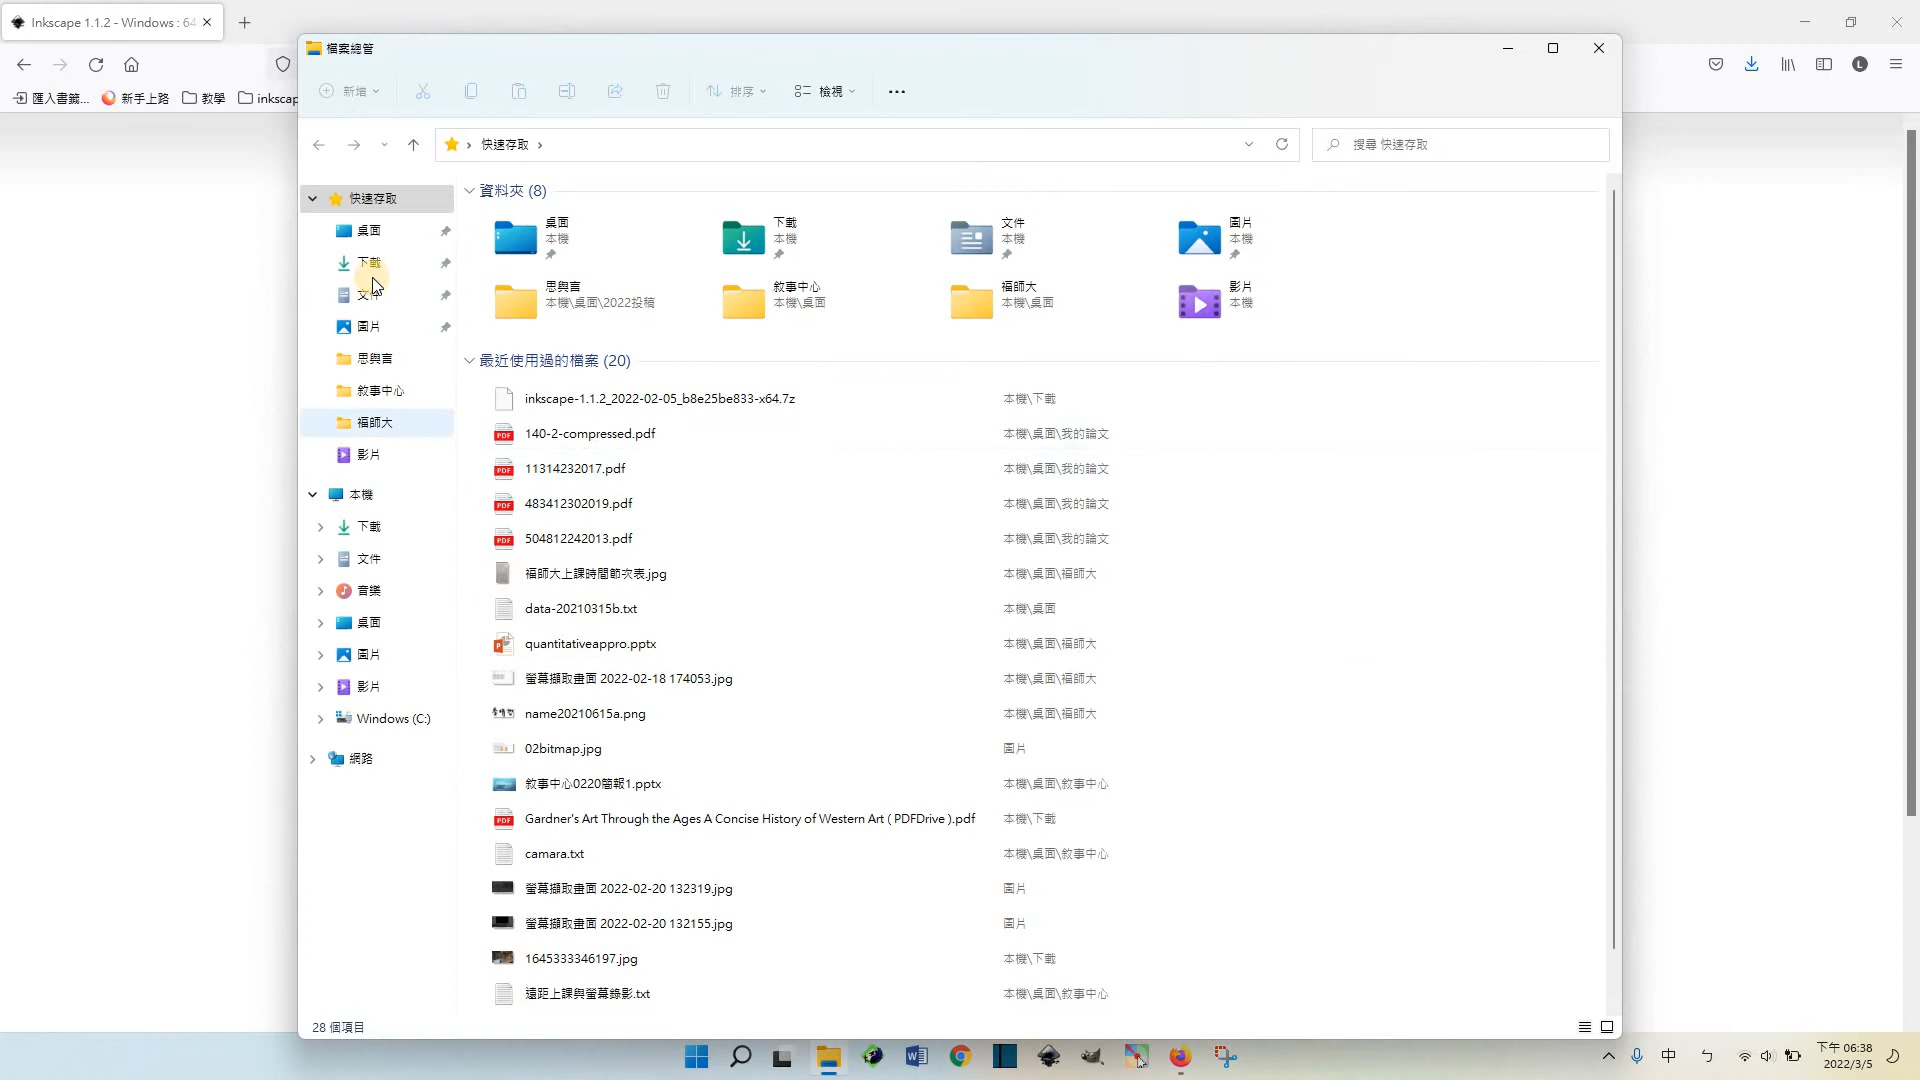 Inkscape 1.1.2 - Windows : 64
匯入書籤...
新手上路
教學
inkscap
檔案總管
新增
排序
檢視
快速存取
搜尋 快速存取
快速存取
桌面
下載
文件
圖片
思與言
敘事中心
福師大
影片
本機
下載
文件
音樂
桌面
圖片
影片
Windows (C:)
網路
資料夾 (8)
桌面
本機
下載
本機
文件
本機
圖片
本機
思與言
本機\桌面\2022投稿
敘事中心
本機\桌面
福師大
本機\桌面
影片
本機
最近使用過的檔案 (20)
inkscape-1.1.2_2022-02-05_b8e25be833-x64.7z 本機\下載
140-2-compressed.pdf 本機\桌面\我的論文
11314232017.pdf 本機\桌面\我的論文
483412302019.pdf 本機\桌面\我的論文
504812242013.pdf 本機\桌面\我的論文
福師大上課時間節次表.jpg 本機\桌面\福師大
data-20210315b.txt 本機\桌面
quantitativeappro.pptx 本機\桌面\福師大
螢幕擷取畫面 2022-02-18 174053.jpg 本機\桌面\福師大
name20210615a.png 本機\桌面\福師大
02bitmap.jpg 圖片
敘事中心0220簡報1.pptx 本機\桌面\敘事中心
Gardner's Art Through the Ages A Concise History of Western Art ( PDFDrive ).pdf 本機\下載
camara.txt 本機\桌面\敘事中心
螢幕擷取畫面 2022-02-20 132319.jpg 圖片
螢幕擷取畫面 2022-02-20 132155.jpg 圖片
1645333346197.jpg 本機\下載
遠距上課與螢幕錄影.txt 本機\桌面\敘事中心
28 個項目
中
下午 06:38
2022/3/5